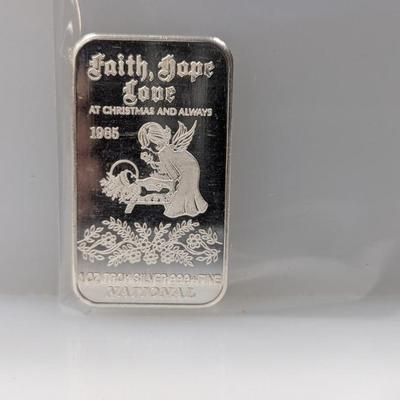 Faith, Hope
Love
AT CHRISTMAS AND ALWAYS
1985
1 OZ TROY SILVER 999+ FINE
NATIONAL